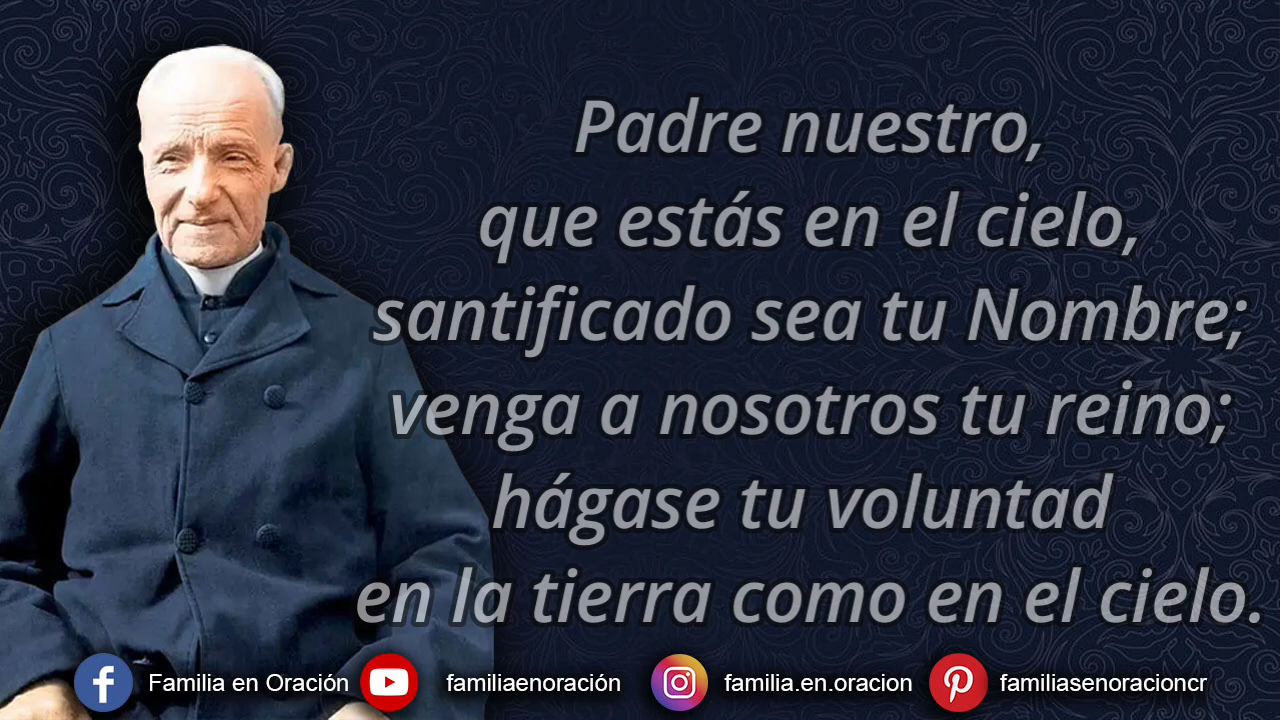 Padre nuestro,
que estás en el cielo,
santificado sea tu Nombre;
venga a nosotros tu reino;
hágase tu voluntad
en la tierra como en el cielo.
Familia en Oración familiaenoración familia.en.oracion familiasenoracioncr